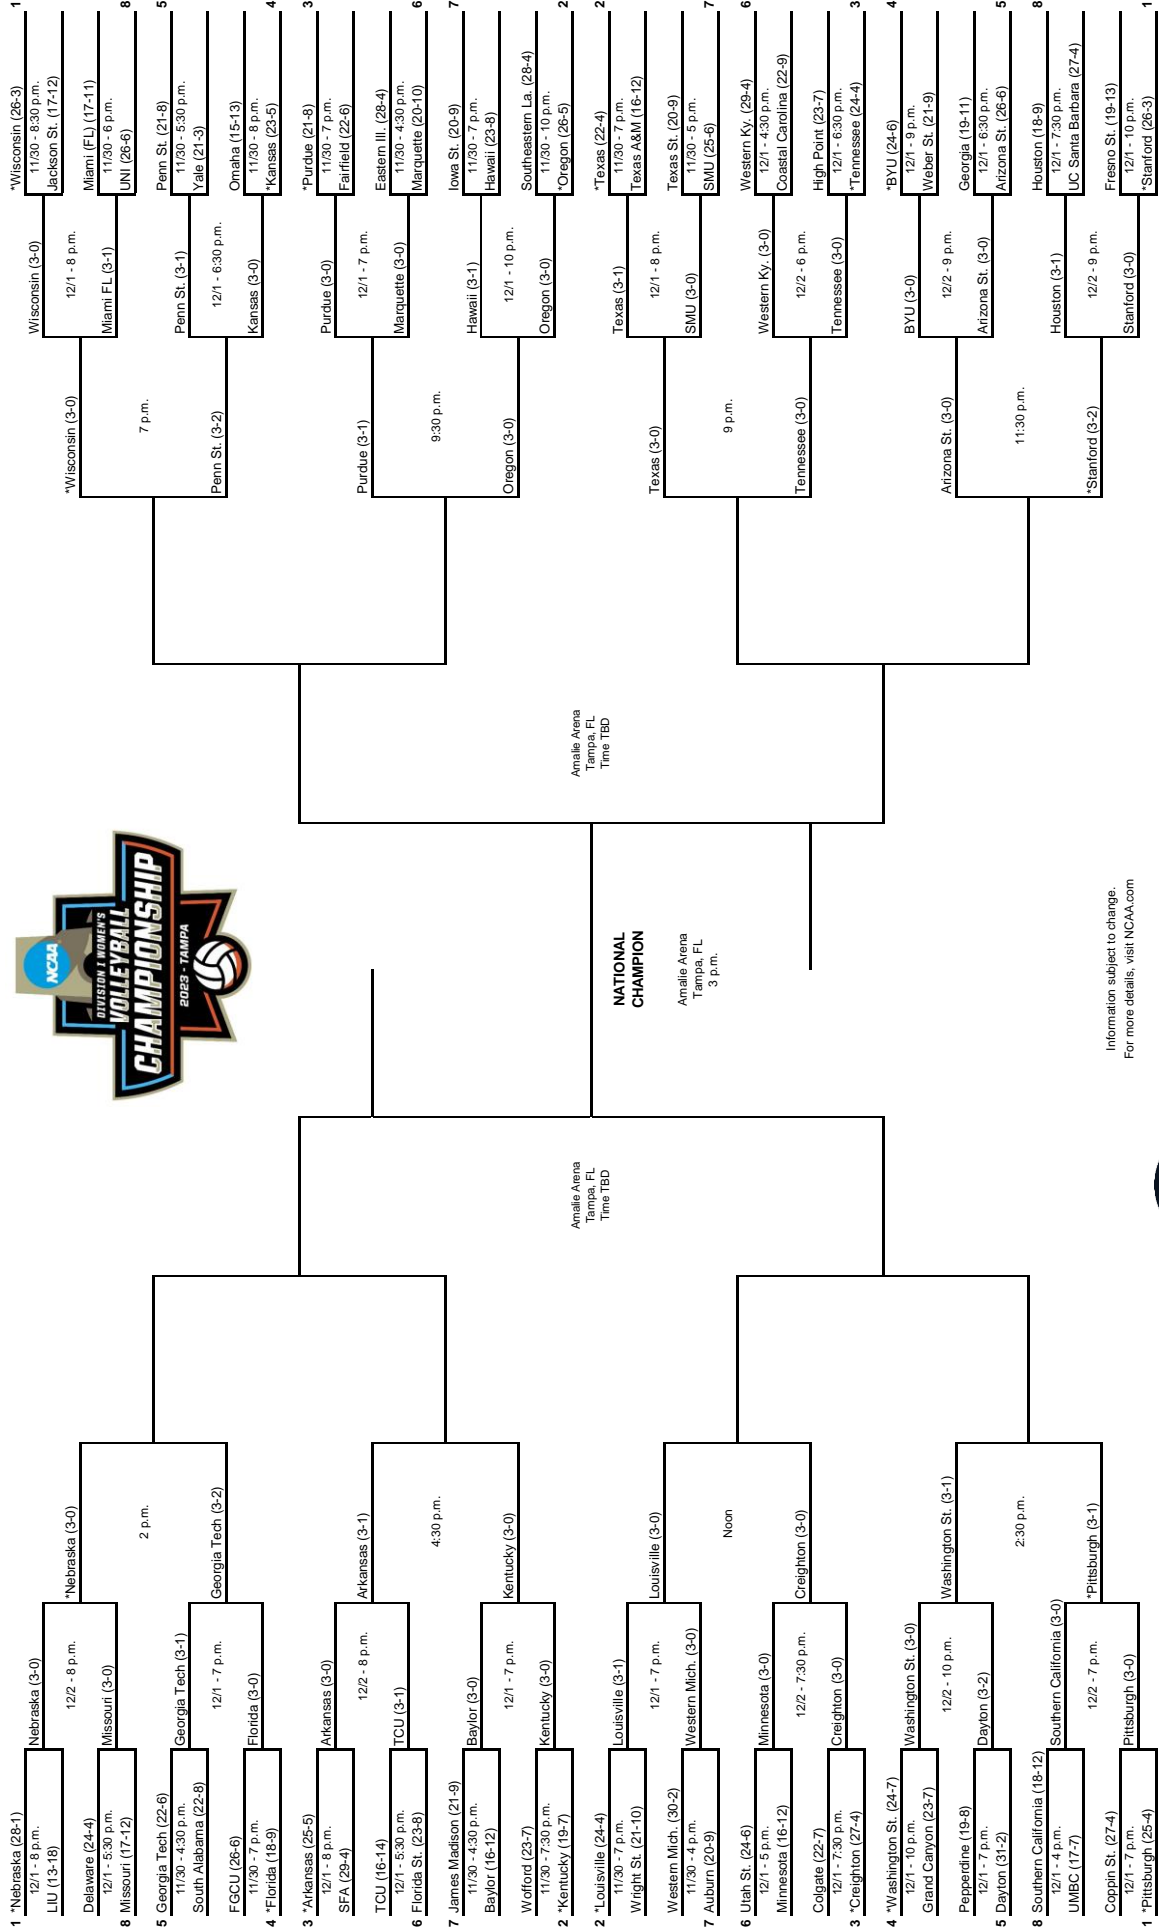 1
*Nebraska (28-1)
12/1 - 8 p.m.
LIU (13-18)
Delaware (24-4)
12/1 - 5:30 p.m.
8
Missouri (17-12)
5
Georgia Tech (22-6)
11/30 - 4:30 p.m.
South Alabama (22-8)
FGCU (26-6)
11/30 - 7 p.m.
4
*Florida (18-9)
3
*Arkansas (25-5)
12/1 - 8 p.m.
SFA (29-4)
TCU (16-14)
12/1 - 5:30 p.m.
6
Florida St. (23-8)
7
James Madison (21-9)
11/30 - 4:30 p.m.
Baylor (16-12)
Wofford (23-7)
11/30 - 7:30 p.m.
2
*Kentucky (19-7)
2
*Louisville (24-4)
11/30 - 7 p.m.
Wright St. (21-10)
Western Mich. (30-2)
11/30 - 4 p.m.
7
Auburn (20-9)
6
Utah St. (24-6)
12/1 - 5 p.m.
Minnesota (16-12)
Colgate (22-7)
12/1 - 7:30 p.m.
3
*Creighton (27-4)
4
*Washington St. (24-7)
12/1 - 10 p.m.
Grand Canyon (23-7)
Pepperdine (19-8)
12/1 - 7 p.m.
5
Dayton (31-2)
8
Southern California (18-12)
12/1 - 4 p.m.
UMBC (17-7)
Coppin St. (27-4)
12/1 - 7 p.m.
1
*Pittsburgh (25-4)
Nebraska (3-0)
12/2 - 8 p.m.
Missouri (3-0)
Georgia Tech (3-1)
12/1 - 7 p.m.
Florida (3-0)
Arkansas (3-0)
12/2 - 8 p.m.
TCU (3-1)
Baylor (3-0)
12/1 - 7 p.m.
Kentucky (3-0)
Louisville (3-1)
12/1 - 7 p.m.
Western Mich. (3-0)
Minnesota (3-0)
12/2 - 7:30 p.m.
Creighton (3-0)
Washington St. (3-0)
12/2 - 10 p.m.
Dayton (3-2)
Southern California (3-0)
12/2 - 7 p.m.
Pittsburgh (3-0)
*Nebraska (3-0)
2 p.m.
Georgia Tech (3-2)
Arkansas (3-1)
4:30 p.m.
Kentucky (3-0)
Louisville (3-0)
Noon
Creighton (3-0)
Washington St. (3-1)
2:30 p.m.
*Pittsburgh (3-1)
Amalie Arena
Tampa, FL
Time TBD
NCAA
DIVISION I WOMEN'S
VOLLEYBALL
CHAMPIONSHIP
2023 - TAMPA
NATIONAL
CHAMPION
Amalie Arena
Tampa, FL
3 p.m.
Information subject to change.
For more details, visit NCAA.com
Amalie Arena
Tampa, FL
Time TBD
*Wisconsin (3-0)
7 p.m.
Penn St. (3-2)
Purdue (3-1)
9:30 p.m.
Oregon (3-0)
Texas (3-0)
9 p.m.
Tennessee (3-0)
Arizona St. (3-0)
11:30 p.m.
*Stanford (3-2)
Wisconsin (3-0)
12/1 - 8 p.m.
Miami FL (3-1)
Penn St. (3-1)
12/1 - 6:30 p.m.
Kansas (3-0)
Purdue (3-0)
12/1 - 7 p.m.
Marquette (3-0)
Hawaii (3-1)
12/1 - 10 p.m.
Oregon (3-0)
Texas (3-1)
12/1 - 8 p.m.
SMU (3-0)
Western Ky. (3-0)
12/2 - 6 p.m.
Tennessee (3-0)
BYU (3-0)
12/2 - 9 p.m.
Arizona St. (3-0)
Houston (3-1)
12/2 - 9 p.m.
Stanford (3-0)
*Wisconsin (26-3)
1
11/30 - 8:30 p.m.
Jackson St. (17-12)
Miami (FL) (17-11)
11/30 - 6 p.m.
UNI (26-6)
8
Penn St. (21-8)
5
11/30 - 5:30 p.m.
Yale (21-3)
Omaha (15-13)
11/30 - 8 p.m.
*Kansas (23-5)
4
*Purdue (21-8)
3
11/30 - 7 p.m.
Fairfield (22-6)
Eastern Ill. (28-4)
11/30 - 4:30 p.m.
Marquette (20-10)
6
Iowa St. (20-9)
7
11/30 - 7 p.m.
Hawaii (23-8)
Southeastern La. (28-4)
11/30 - 10 p.m.
*Oregon (26-5)
2
*Texas (22-4)
2
11/30 - 7 p.m.
Texas A&M (16-12)
Texas St. (20-9)
11/30 - 5 p.m.
SMU (25-6)
7
Western Ky. (29-4)
6
12/1 - 4:30 p.m.
Coastal Carolina (22-9)
High Point (23-7)
12/1 - 6:30 p.m.
*Tennessee (24-4)
3
*BYU (24-6)
4
12/1 - 9 p.m.
Weber St. (21-9)
Georgia (19-11)
12/1 - 6:30 p.m.
Arizona St. (26-6)
5
Houston (18-9)
8
12/1 - 7:30 p.m.
UC Santa Barbara (27-4)
Fresno St. (19-13)
12/1 - 10 p.m.
*Stanford (26-3)
1